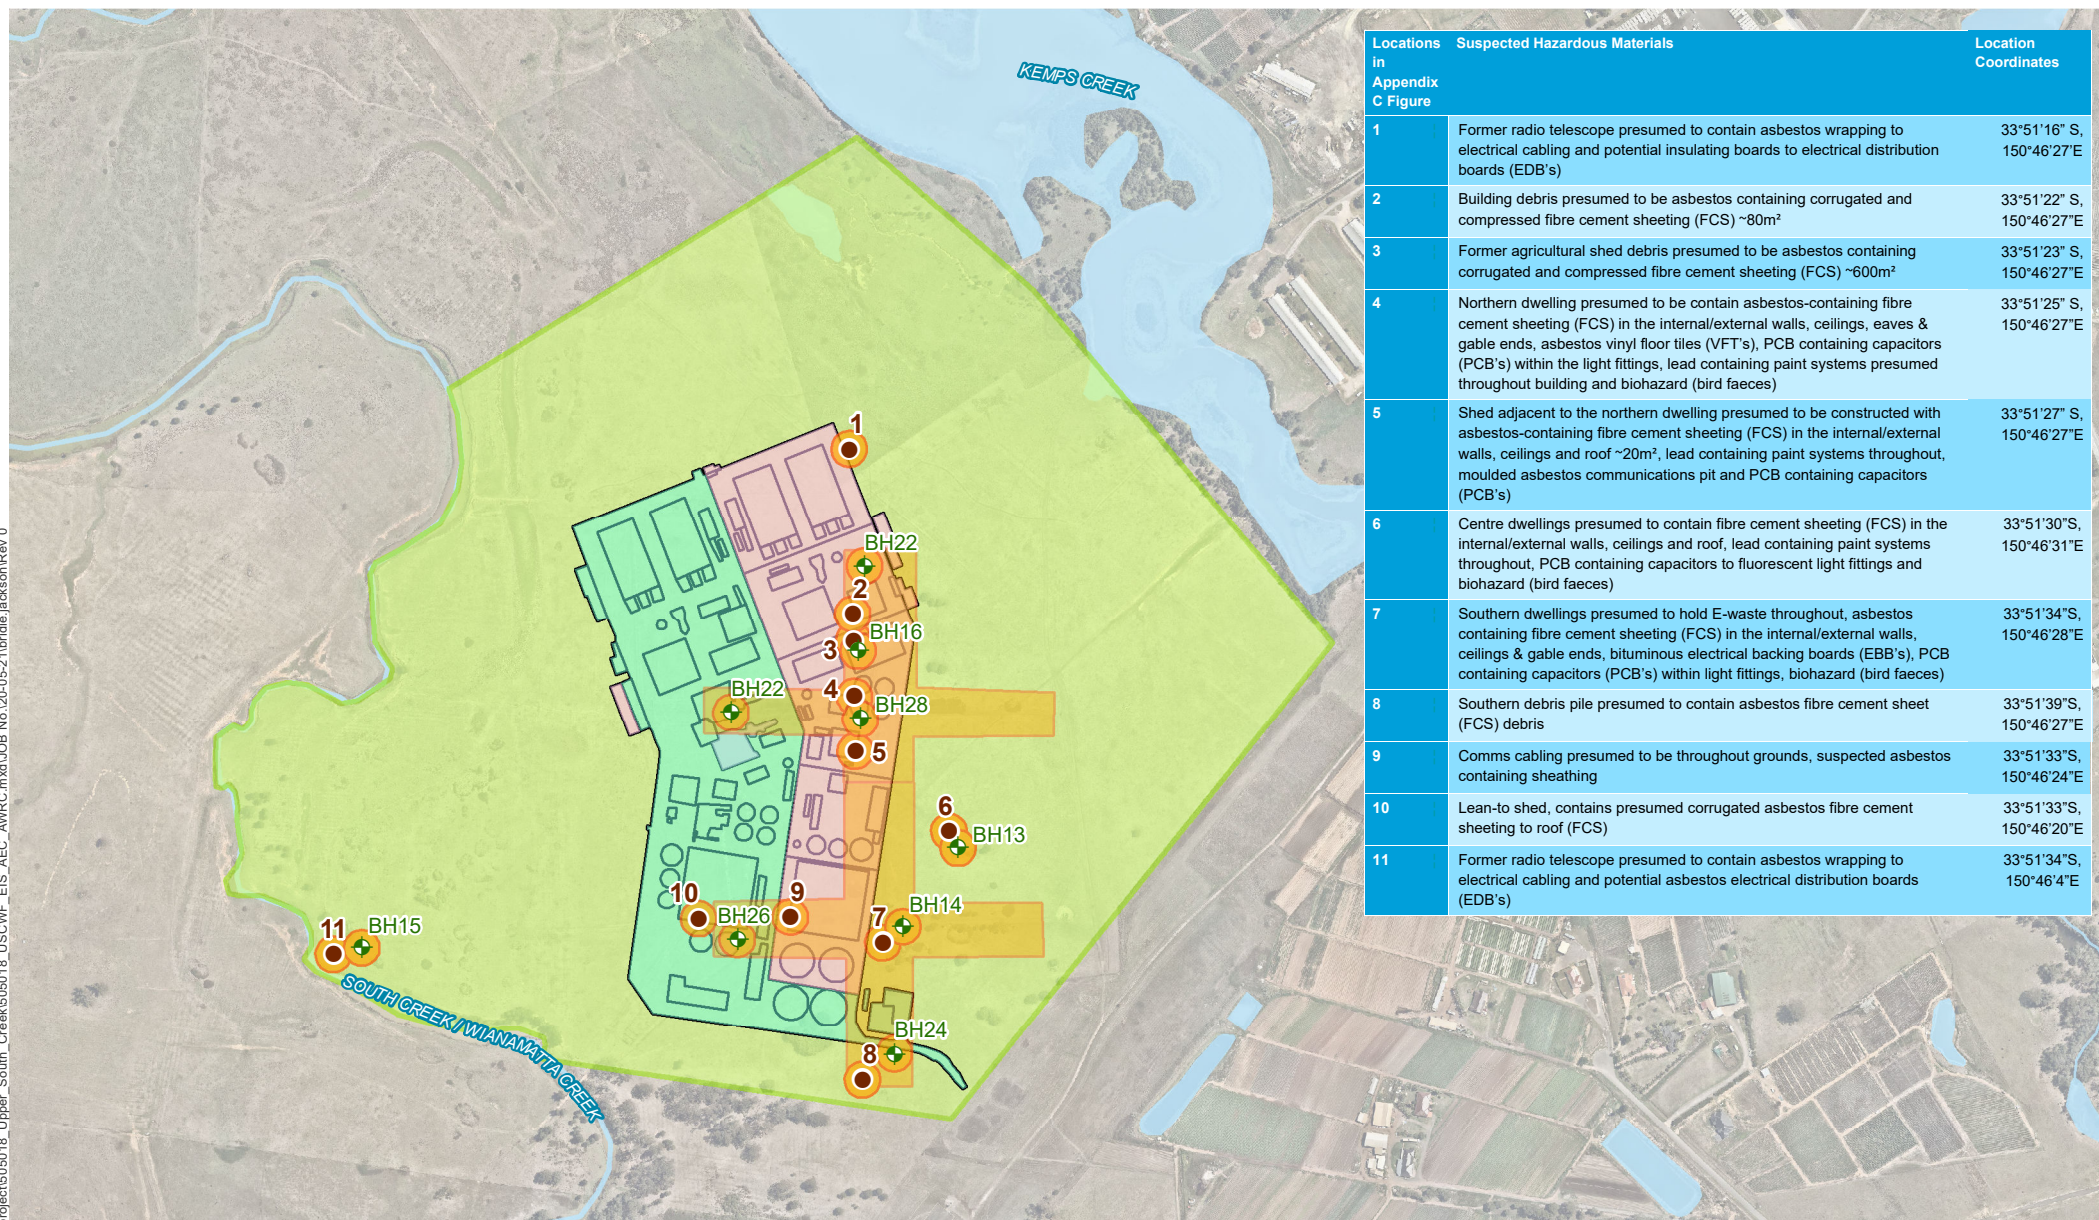 KEMPS CREEK
Locations
in
Appendix
C Figure
Suspected Hazardous Materials
Location
Coordinates
1
Former radio telescope presumed to contain asbestos wrapping to
electrical cabling and potential insulating boards to electrical distribution
boards (EDB's)
33°51'16” S,
150°46'27'E
2
Building debris presumed to be asbestos containing corrugated and
compressed fibre cement sheeting (FCS) ~80m²
33°51'22” S,
150°46'27”E
3
Former agricultural shed debris presumed to be asbestos containing
corrugated and compressed fibre cement sheeting (FCS) ~600m²
33°51'23” S,
150°46'27”E
4
Northern dwelling presumed to be contain asbestos-containing fibre
cement sheeting (FCS) in the internal/external walls, ceilings, eaves &
gable ends, asbestos vinyl floor tiles (VFT's), PCB containing capacitors
(PCB's) within the light fittings, lead containing paint systems presumed
throughout building and biohazard (bird faeces)
33°51'25” S,
150°46'27”E
5
Shed adjacent to the northern dwelling presumed to be constructed with
asbestos-containing fibre cement sheeting (FCS) in the internal/external
walls, ceilings and roof ~20m², lead containing paint systems throughout,
moulded asbestos communications pit and PCB containing capacitors
(PCB's)
33°51'27” S,
150°46'27”E
6
Centre dwellings presumed to contain fibre cement sheeting (FCS) in the
internal/external walls, ceilings and roof, lead containing paint systems
throughout, PCB containing capacitors to fluorescent light fittings and
biohazard (bird faeces)
33°51'30”S,
150°46'31”E
7
Southern dwellings presumed to hold E-waste throughout, asbestos
containing fibre cement sheeting (FCS) in the internal/external walls,
ceilings & gable ends, bituminous electrical backing boards (EBB's), PCB
containing capacitors (PCB's) within light fittings, biohazard (bird faeces)
33°51'34”S,
150°46'28”E
8
Southern debris pile presumed to contain asbestos fibre cement sheet
(FCS) debris
33°51'39”S,
150°46'27”E
9
Comms cabling presumed to be throughout grounds, suspected asbestos
containing sheathing
33°51'33”S,
150°46'24”E
10
Lean-to shed, contains presumed corrugated asbestos fibre cement
sheeting to roof (FCS)
33°51'33”S,
150°46'20”E
11
Former radio telescope presumed to contain asbestos wrapping to
electrical cabling and potential asbestos electrical distribution boards
(EDB's)
33°51'34”S,
150°46'4”E
1
BH22
2
BH16
3
4
BH22
BH28
5
6
BH13
10
9
BH26
7
BH14
11
BH15
SOUTH CREEK / WIANAMATTA CREEK
BH24
8
roject\505018_Upper_South_Creek\505018_USCWF_EIS_AEC_AWRC.mxd\JOB No.\20-05-21\bridie.jackson\Rev 0